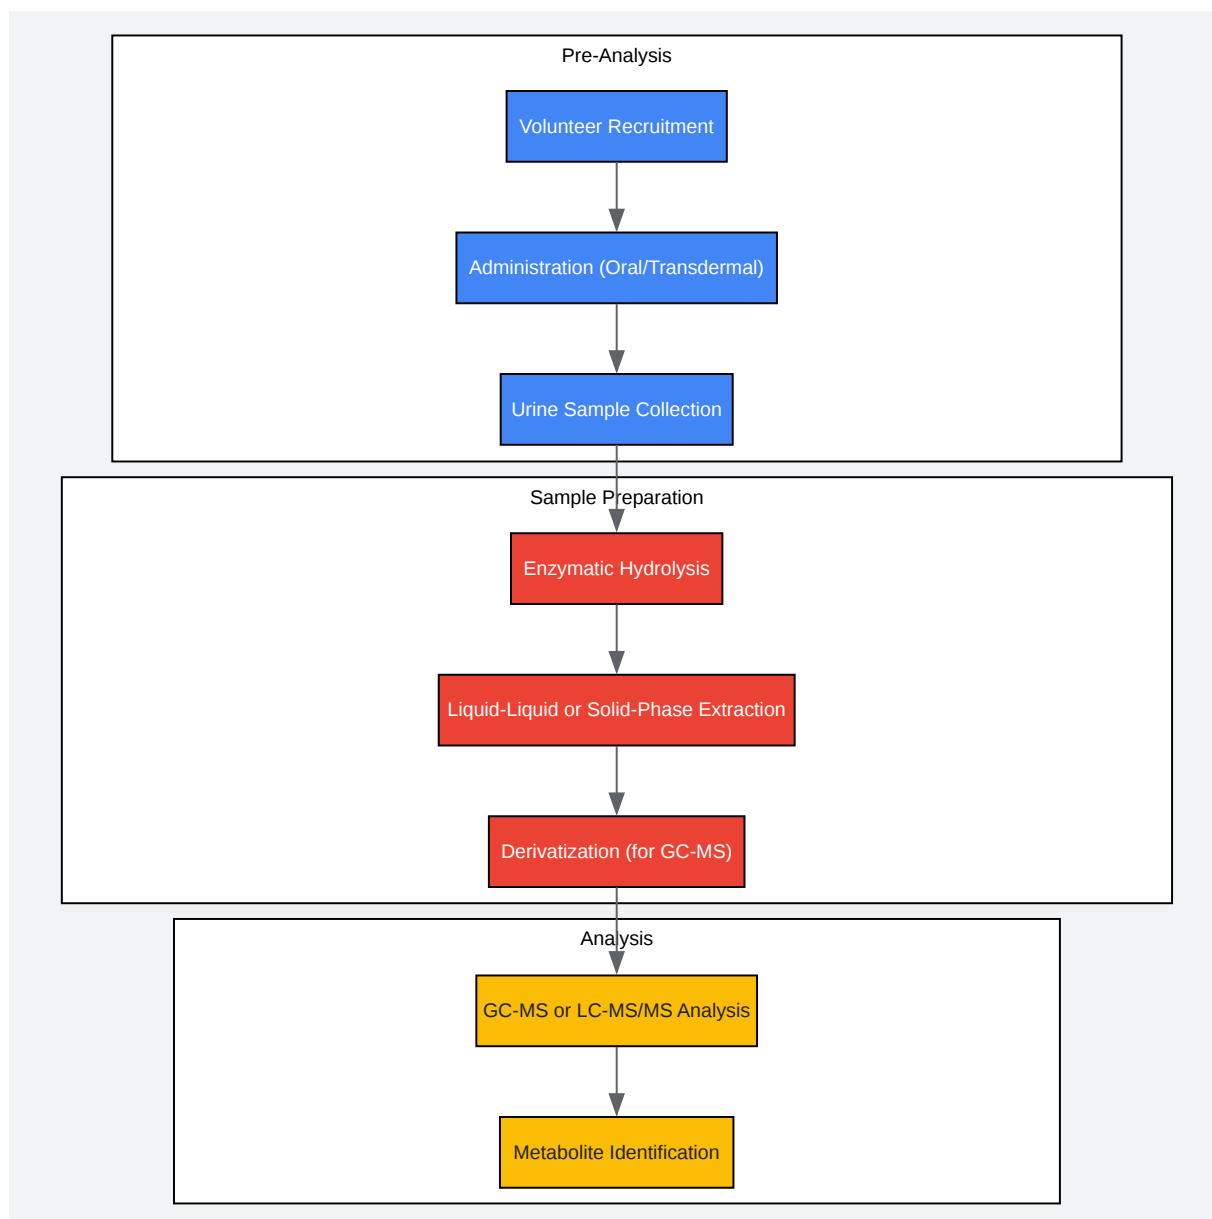 Pre-Analysis
Volunteer Recruitment
Administration (Oral/Transdermal)
Urine Sample Collection
Sample Preparation
Enzymatic Hydrolysis
Liquid-Liquid or Solid-Phase Extraction
Derivatization (for GC-MS)
Analysis
GC-MS or LC-MS/MS Analysis
Metabolite Identification